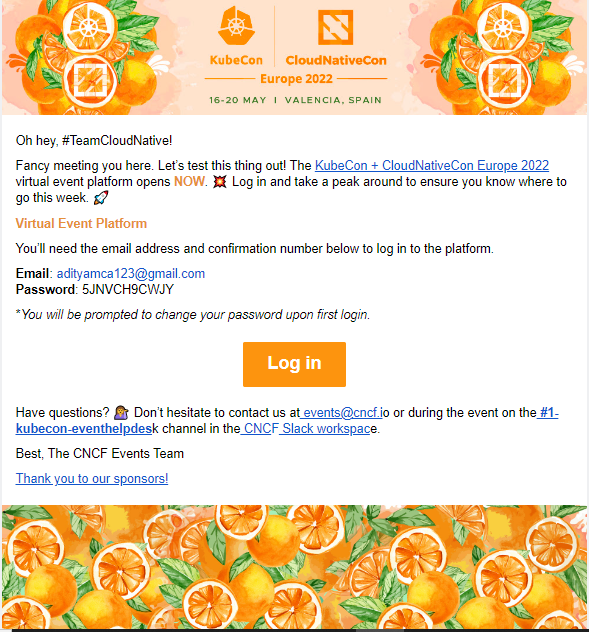 KubeCon | CloudNativeCon
Europe 2022
16-20 MAY | VALENCIA, SPAIN
Oh hey, #TeamCloudNative!
Fancy meeting you here. Let's test this thing out! The KubeCon + CloudNativeCon Europe 2022
virtual event platform opens NOW. 💥 Log in and take a peak around to ensure you know where to
go this week. 🚀
Virtual Event Platform
You'll need the email address and confirmation number below to log in to the platform.
Email: adityamca123@gmail.com
Password: 5JNVCH9CWJY
*You will be prompted to change your password upon first login.
Log in
Have questions? 🙋🏽‍♀️ Don't hesitate to contact us at events@cncf.io or during the event on the #1-
kubecon-eventhelpdesk channel in the CNCF Slack workspace.
Best, The CNCF Events Team
Thank you to our sponsors!